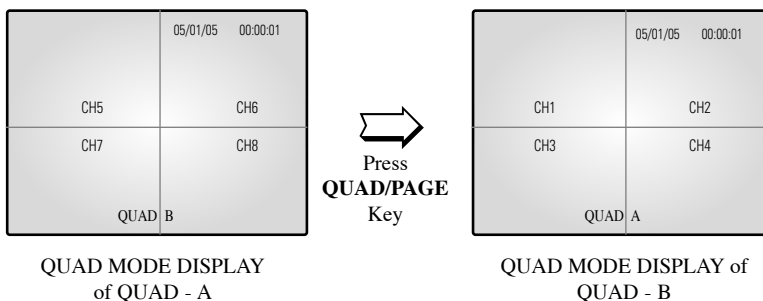 05/01/05 00:00:01
CH5 CH6
CH7 CH8
QUAD B
QUAD MODE DISPLAY
of QUAD - A
Press
QUAD/PAGE
Key
05/01/05 00:00:01
CH1 CH2
CH3 CH4
QUAD A
QUAD MODE DISPLAY of
QUAD - B